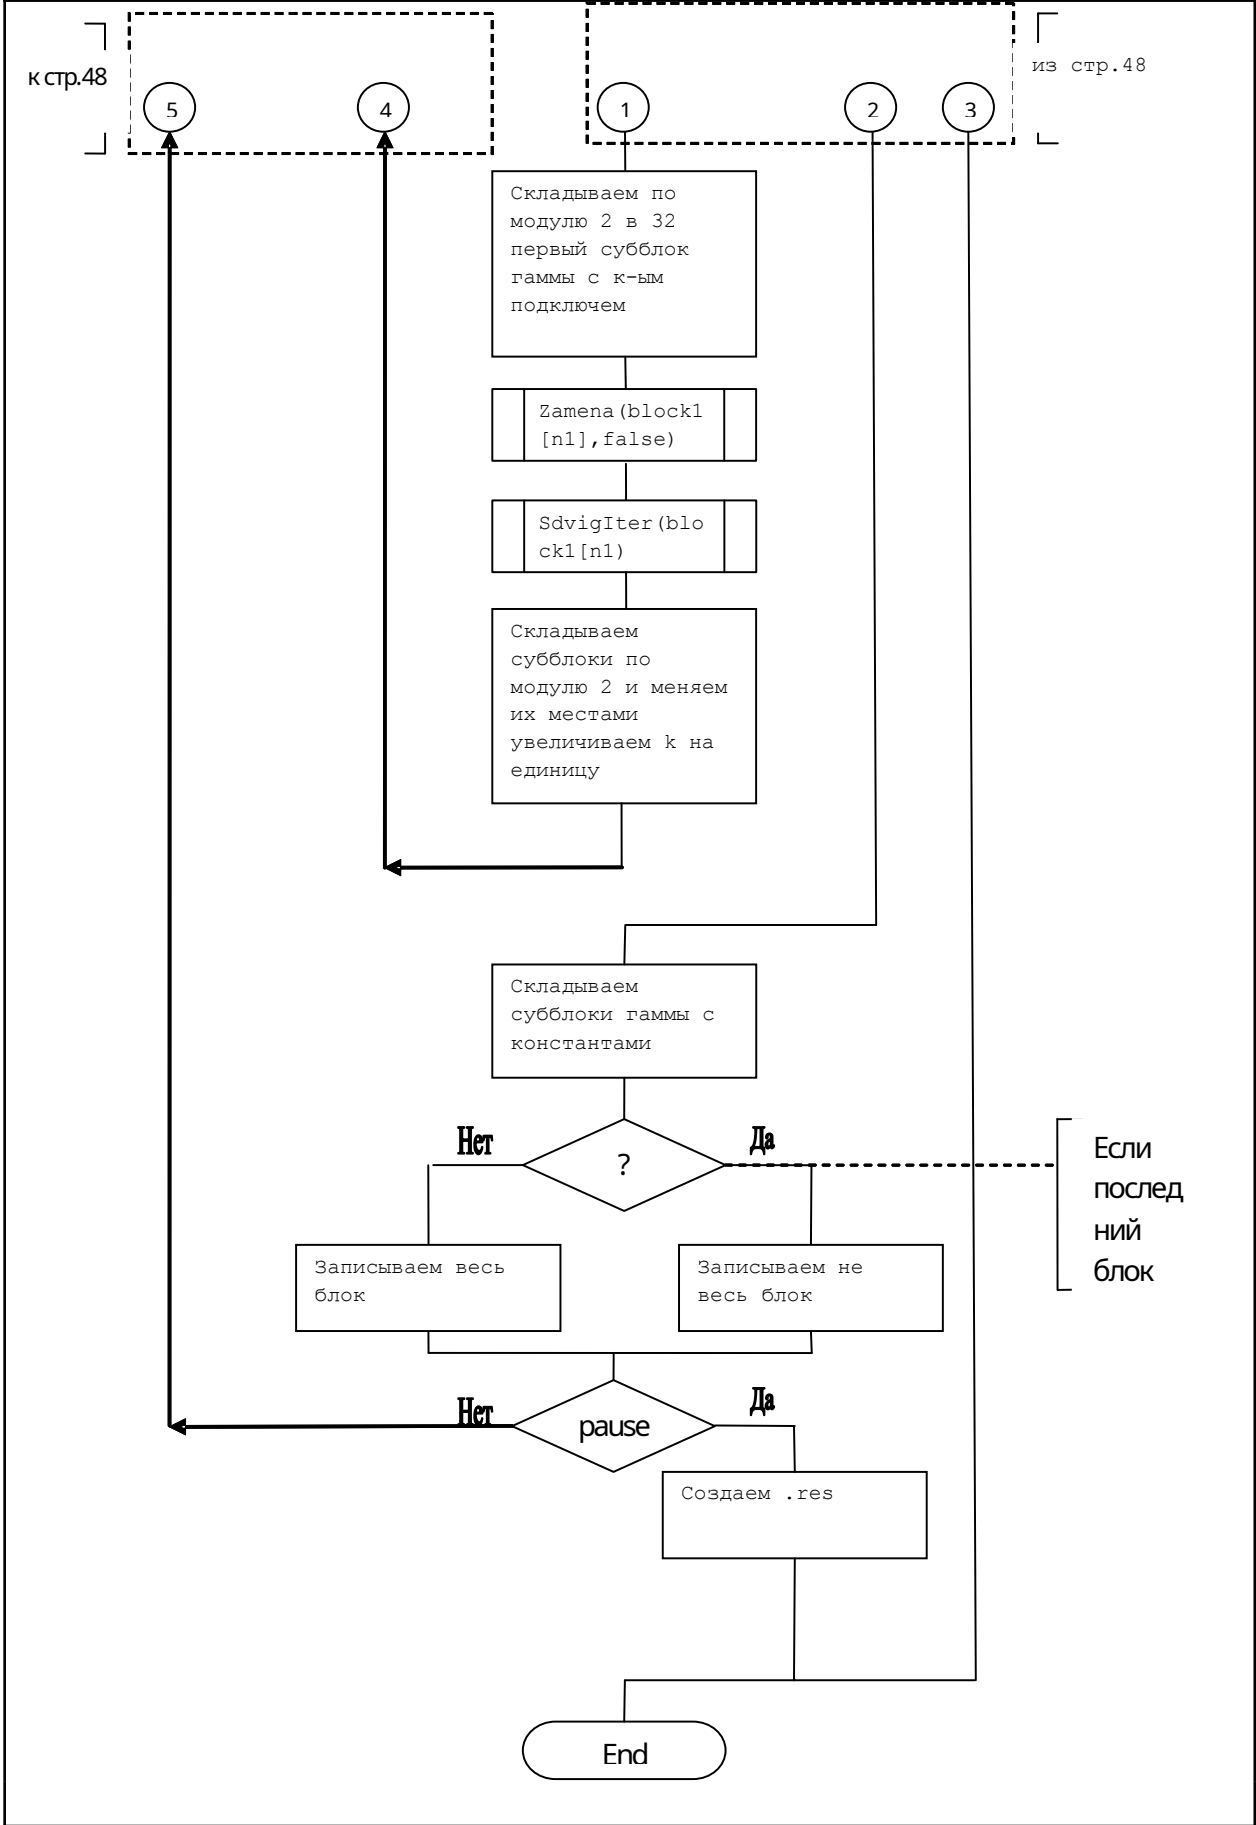 к стр.48
из стр.48
5
4
1
2
3
Складываем по
модулю 2 в 32
первый субблок
гаммы с к-ым
подключем
Zamena(block1
[n1],false)
SdvigIter(blo
ck1[n1)
Складываем
субблоки по
модулю 2 и меняем
их местами
увеличиваем k на
единицу
Складываем
субблоки гаммы с
константами
Нет
?
Да
Если
послед
ний
блок
Записываем весь
блок
Записываем не
весь блок
Нет
pause
Да
Создаем .res
End